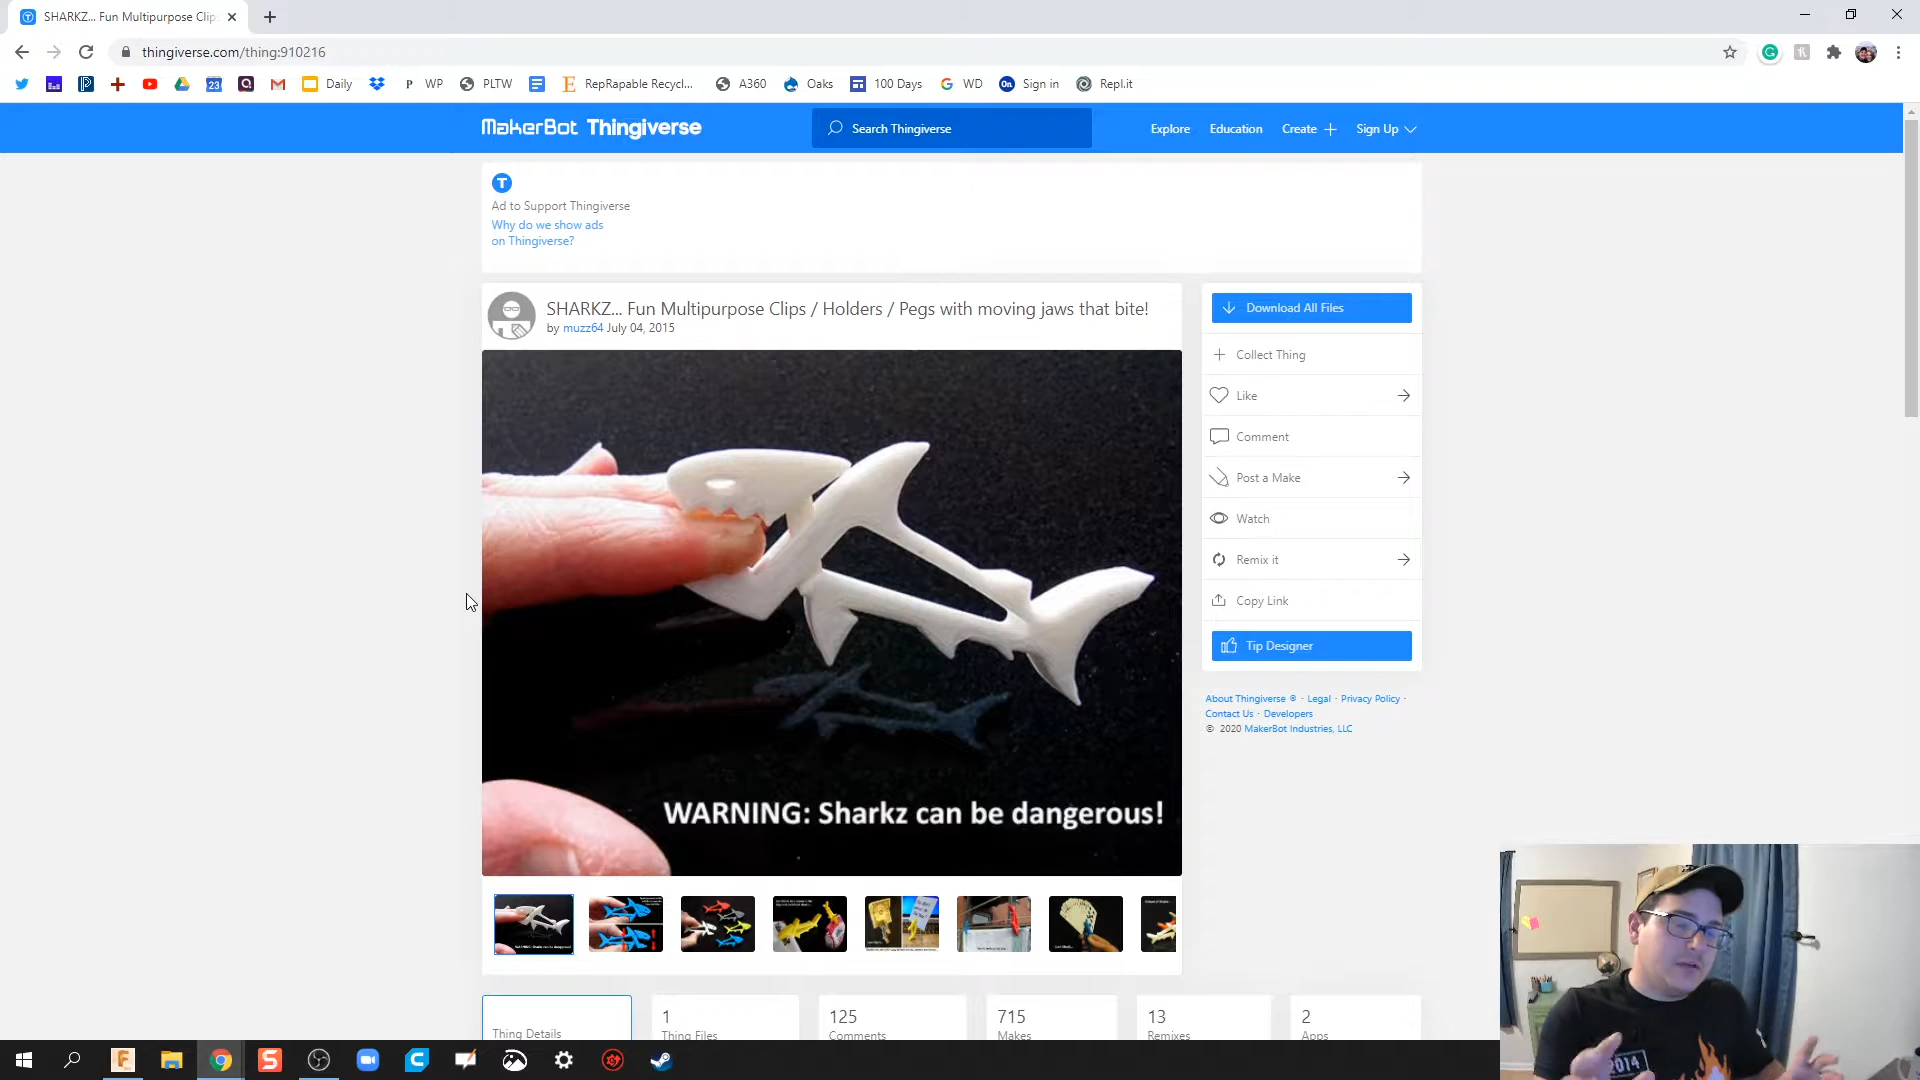 SHARKZ... Fun Multipurpose Clip
thingiverse.com/thing:910216
23 Daily P WP PLTW E RepRapable Recycl... A360 Oaks 100 Days G WD On Sign in Repl.it
MakerBot Thingiverse Search Thingiverse Explore Education Create Sign Up
T
Ad to Support Thingiverse
Why do we show ads
on Thingiverse?
SHARKZ... Fun Multipurpose Clips / Holders / Pegs with moving jaws that bite!
by muzz64 July 04, 2015
Download All Files
Collect Thing
Like
Comment
Post a Make
Watch
Remix it
Copy Link
Tip Designer
About Thingiverse ® · Legal · Privacy Policy ·
Contact Us · Developers
© 2020 MakerBot Industries, LLC
WARNING: Sharkz can be dangerous!
Thing Details
1
Thing Files
125
Comments
715
Makes
13
Remixes
2
Apps
2014